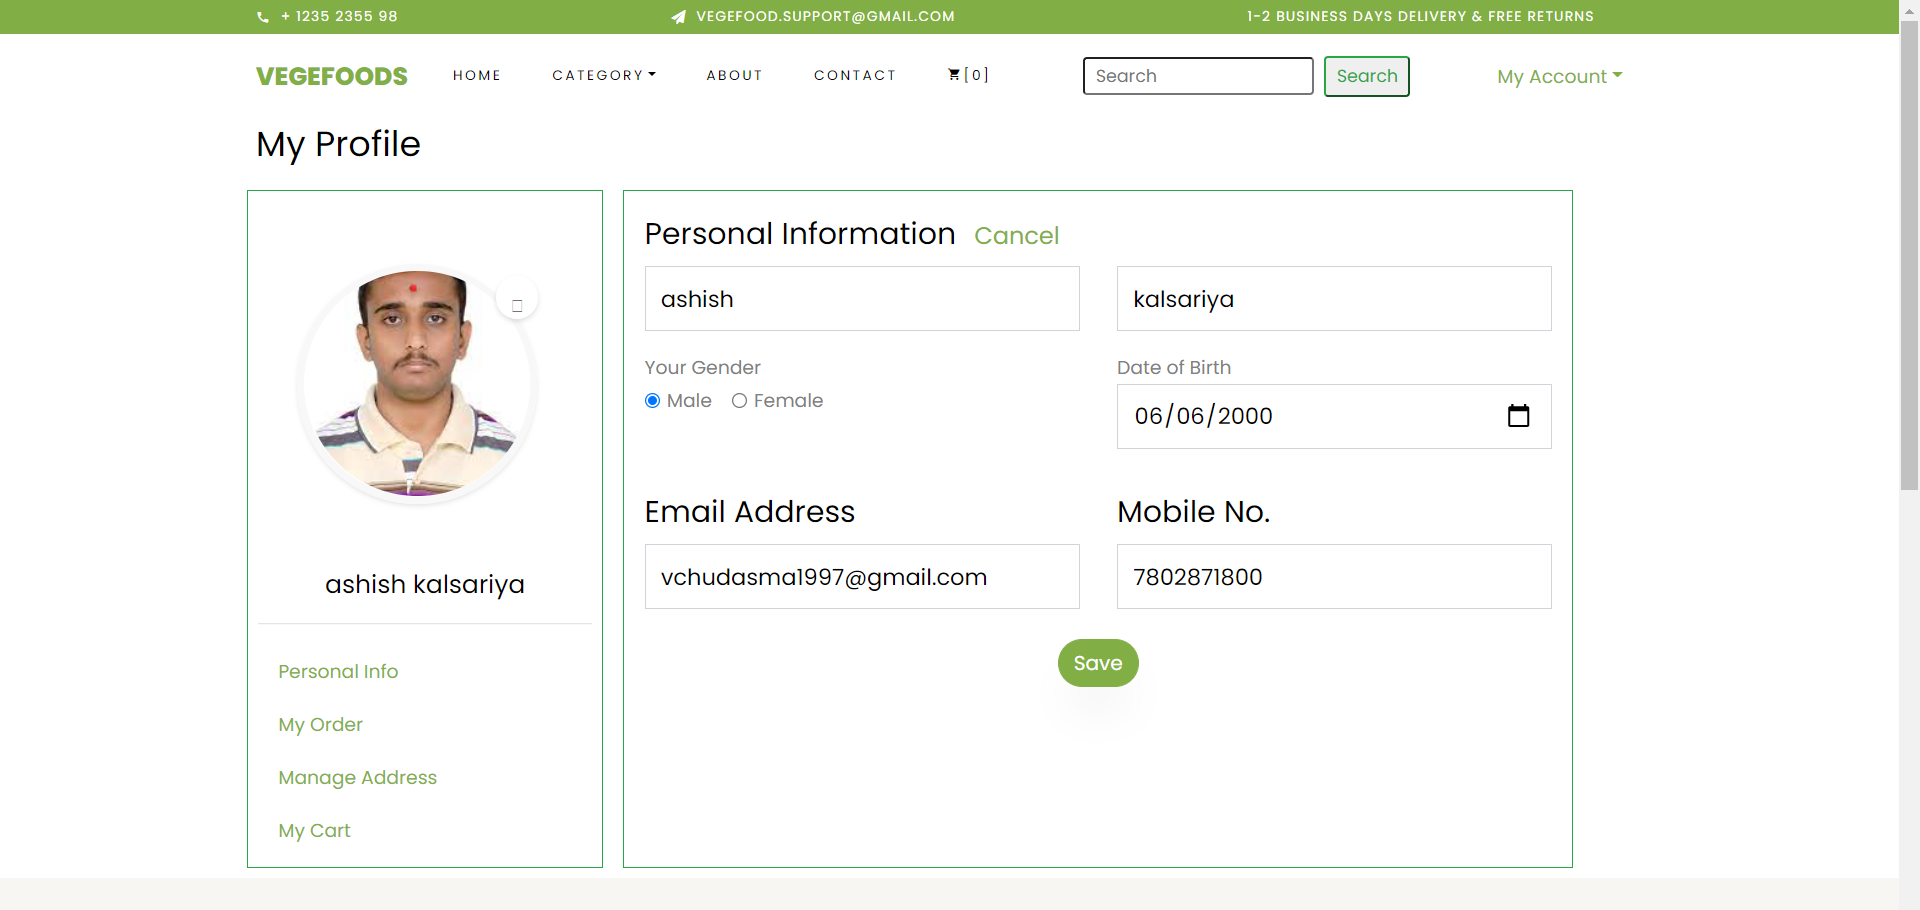 + 1235 2355 98
VEGEFOOD.SUPPORT@GMAIL.COM
1-2 BUSINESS DAYS DELIVERY & FREE RETURNS
VEGEFOODS
HOME
CATEGORY
ABOUT
CONTACT
[0]
Search
Search
My Account
My Profile
ashish kalsariya
Personal Info
My Order
Manage Address
My Cart
Personal Information Cancel
ashish
kalsariya
Your Gender
Male Female
Date of Birth
06/06/2000
Email Address
vchudasma1997@gmail.com
Mobile No.
7802871800
Save